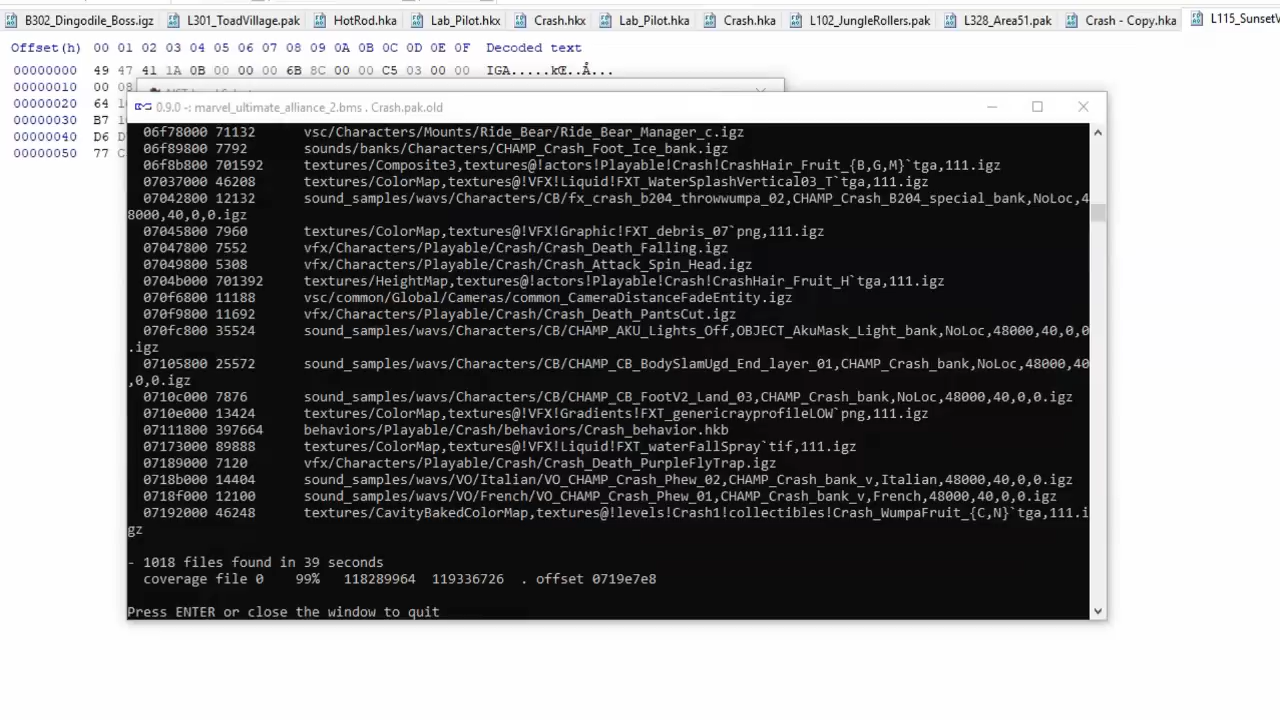 B302_Dingodile_Boss.igz L301_ToadVillage.pak HotRod.hka Lab_Pilot.hkx Crash.hkx Lab_Pilot.hka Crash.hka L102_JungleRollers.pak L328_Area51.pak Crash - Copy.hka L115_SunsetV
Offset(h) 00 01 02 03 04 05 06 07 08 09 0A 0B 0C 0D 0E 0F Decoded text
00000000 49 47 41 1A 0B 00 00 00 6B 8C 00 00 C5 03 00 00 IGA.....kŒ..Å...
00000010 00 08
00000020 64 1
00000030 B7 1
00000040 D6 D
00000050 77 C
0.9.0 -: marvel_ultimate_alliance_2.bms . Crash.pak.old
06f78000 71132 vsc/Characters/Mounts/Ride_Bear/Ride_Bear_Manager_c.igz
06f89800 7792 sounds/banks/Characters/CHAMP_Crash_Foot_Ice_bank.igz
06f8b800 701592 textures/Composite3,textures@!actors!Playable!Crash!CrashHair_Fruit_{B,G,M}`tga,111.igz
07037000 46208 textures/ColorMap,textures@!VFX!Liquid!FXT_WaterSplashVertical03_T`tga,111.igz
07042800 12132 sound_samples/wavs/Characters/CB/fx_crash_b204_throwwumpa_02,CHAMP_Crash_B204_special_bank,NoLoc,4
8000,40,0,0.igz
07045800 7960 textures/ColorMap,textures@!VFX!Graphic!FXT_debris_07`png,111.igz
07047800 7552 vfx/Characters/Playable/Crash/Crash_Death_Falling.igz
07049800 5308 vfx/Characters/Playable/Crash/Crash_Attack_Spin_Head.igz
0704b000 701392 textures/HeightMap,textures@!actors!Playable!Crash!CrashHair_Fruit_H`tga,111.igz
070f6800 11188 vsc/common/Global/Cameras/common_CameraDistanceFadeEntity.igz
070f9800 11692 vfx/Characters/Playable/Crash/Crash_Death_PantsCut.igz
070fc800 35524 sound_samples/wavs/Characters/CB/CHAMP_AKU_Lights_Off,OBJECT_AkuMask_Light_bank,NoLoc,48000,40,0,0
.igz
07105800 25572 sound_samples/wavs/Characters/CB/CHAMP_CB_BodySlamUgd_End_layer_01,CHAMP_Crash_bank,NoLoc,48000,40
,0,0.igz
0710c000 7876 sound_samples/wavs/Characters/CB/CHAMP_CB_FootV2_Land_03,CHAMP_Crash_bank,NoLoc,48000,40,0,0.igz
0710e000 13424 textures/ColorMap,textures@!VFX!Gradients!FXT_genericrayprofileLOW`png,111.igz
07111800 397664 behaviors/Playable/Crash/behaviors/Crash_behavior.hkb
07173000 89888 textures/ColorMap,textures@!VFX!Liquid!FXT_waterFallSpray`tif,111.igz
07189000 7120 vfx/Characters/Playable/Crash/Crash_Death_PurpleFlyTrap.igz
0718b000 14404 sound_samples/wavs/VO/Italian/VO_CHAMP_Crash_Phew_02,CHAMP_Crash_bank_v,Italian,48000,40,0,0.igz
0718f000 12100 sound_samples/wavs/VO/French/VO_CHAMP_Crash_Phew_01,CHAMP_Crash_bank_v,French,48000,40,0,0.igz
07192000 46248 textures/CavityBakedColorMap,textures@!levels!Crash1!collectibles!Crash_WumpaFruit_{C,N}`tga,111.i
gz
- 1018 files found in 39 seconds
coverage file 0 99% 118289964 119336726 . offset 0719e7e8
Press ENTER or close the window to quit